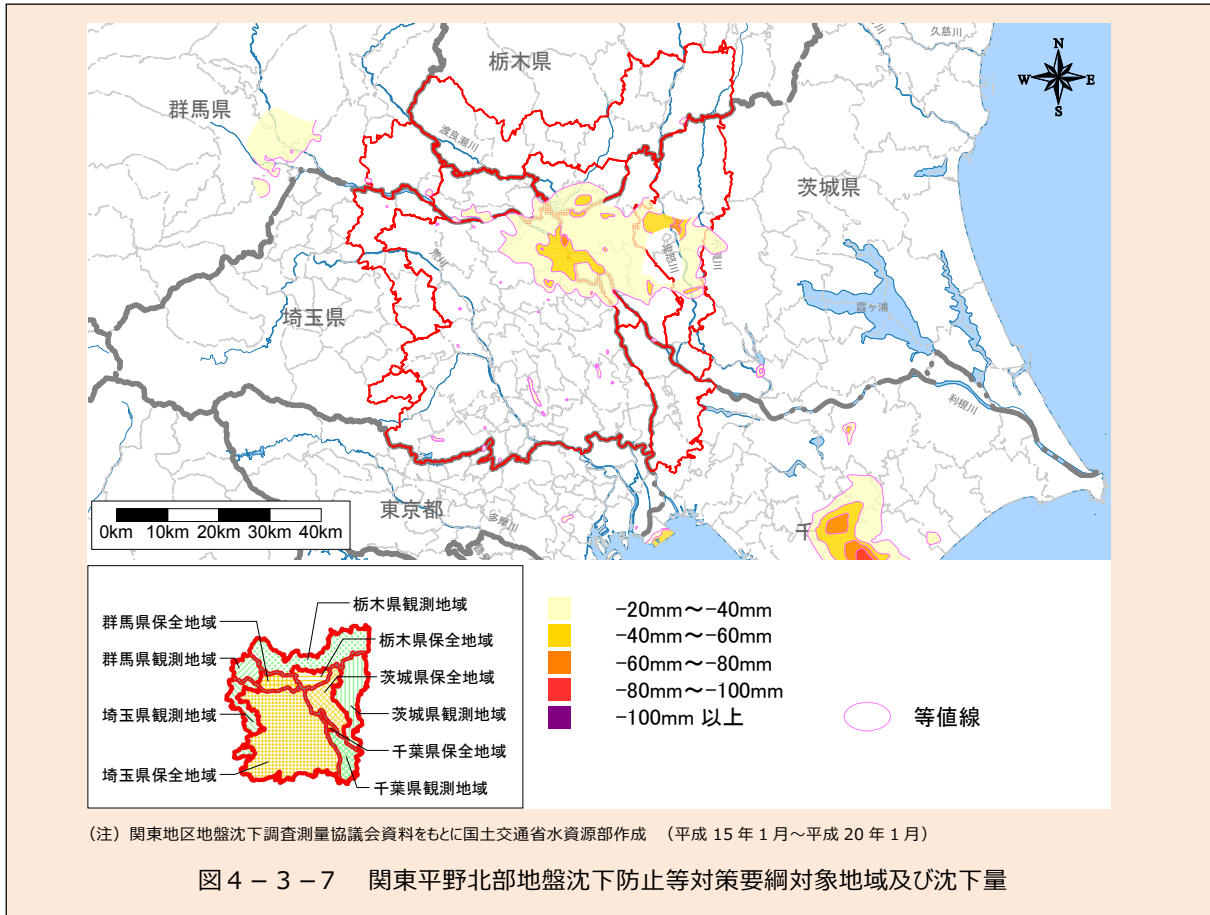 栃木県
久慈川
N
W
E
S
群馬県
渡良瀬川
茨城県
荒川
鬼怒川
埼玉県
霞ヶ浦
利根川
東京都
多摩川
千
0km 10km 20km 30km 40km
栃木県観測地域
群馬県保全地域
栃木県保全地域
群馬県観測地域
茨城県保全地域
埼玉県観測地域
茨城県観測地域
千葉県保全地域
埼玉県保全地域
千葉県観測地域
-20mm～-40mm
-40mm～-60mm
-60mm～-80mm
-80mm～-100mm
-100mm 以上
等値線
（注）関東地区地盤沈下調査測量協議会資料をもとに国土交通省水資源部作成 （平成 15 年 1 月～平成 20 年 1 月）
図４－３－７ 関東平野北部地盤沈下防止等対策要綱対象地域及び沈下量